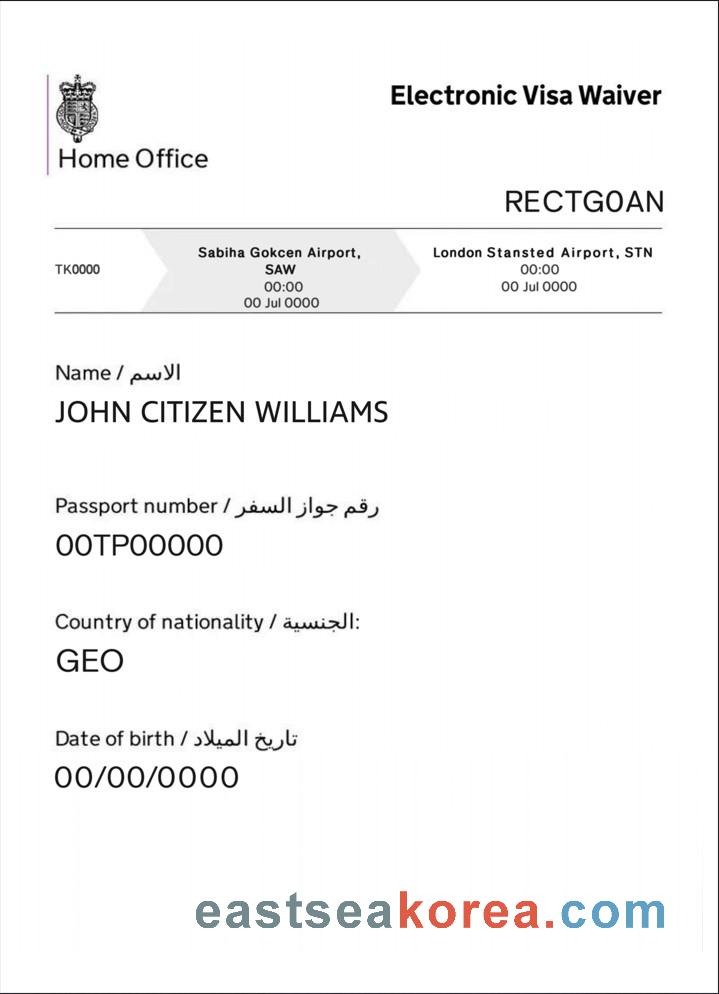 Home Office
Electronic Visa Waiver
RECTG0AN
TK0000
Sabiha Gokcen Airport,
SAW
00:00
00 Jul 0000
London Stansted Airport, STN
00:00
00 Jul 0000
Name / الاسم
JOHN CITIZEN WILLIAMS
Passport number / رقم جواز السفر
00TP00000
Country of nationality / الجنسية:
GEO
Date of birth / تاريخ الميلاد
00/00/0000
eastseakorea.com